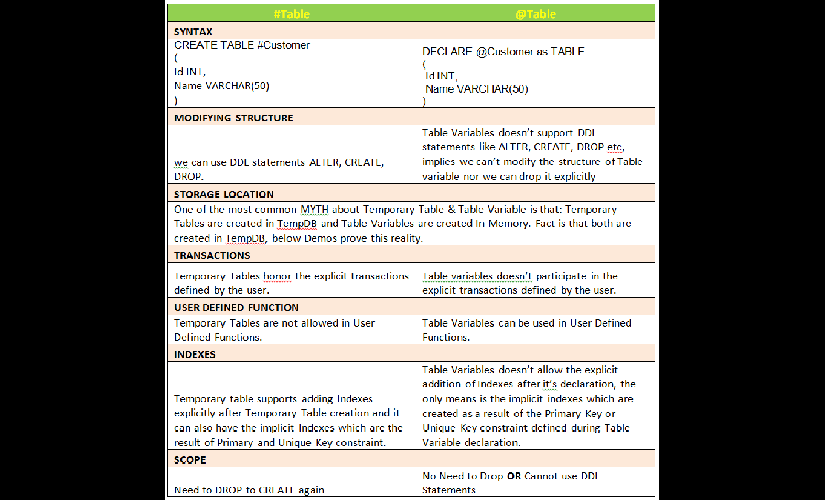 #Table @Table
SYNTAX
CREATE TABLE #Customer
(
Id INT,
Name VARCHAR(50)
)
DECLARE @Customer as TABLE
(
Id INT,
Name VARCHAR(50)
)
MODIFYING STRUCTURE
we can use DDL statements ALTER, CREATE,
DROP.
Table Variables doesn't support DDL
statements like ALTER, CREATE, DROP etc,
implies we can't modify the structure of Table
variable nor we can drop it explicitly
STORAGE LOCATION
One of the most common MYTH about Temporary Table & Table Variable is that: Temporary
Tables are created in TempDB and Table Variables are created In Memory. Fact is that both are
created in TempDB, below Demos prove this reality.
TRANSACTIONS
Temporary Tables honor the explicit transactions
defined by the user.
Table variables doesn't participate in the
explicit transactions defined by the user.
USER DEFINED FUNCTION
Temporary Tables are not allowed in User
Defined Functions.
Table Variables can be used in User Defined
Functions.
INDEXES
Temporary table supports adding Indexes
explicitly after Temporary Table creation and it
can also have the implicit Indexes which are the
result of Primary and Unique Key constraint.
Table Variables doesn't allow the explicit
addition of Indexes after it's declaration, the
only means is the implicit indexes which are
created as a result of the Primary Key or
Unique Key constraint defined during Table
Variable declaration.
SCOPE
Need to DROP to CREATE again
No Need to Drop OR Cannot use DDL
Statements